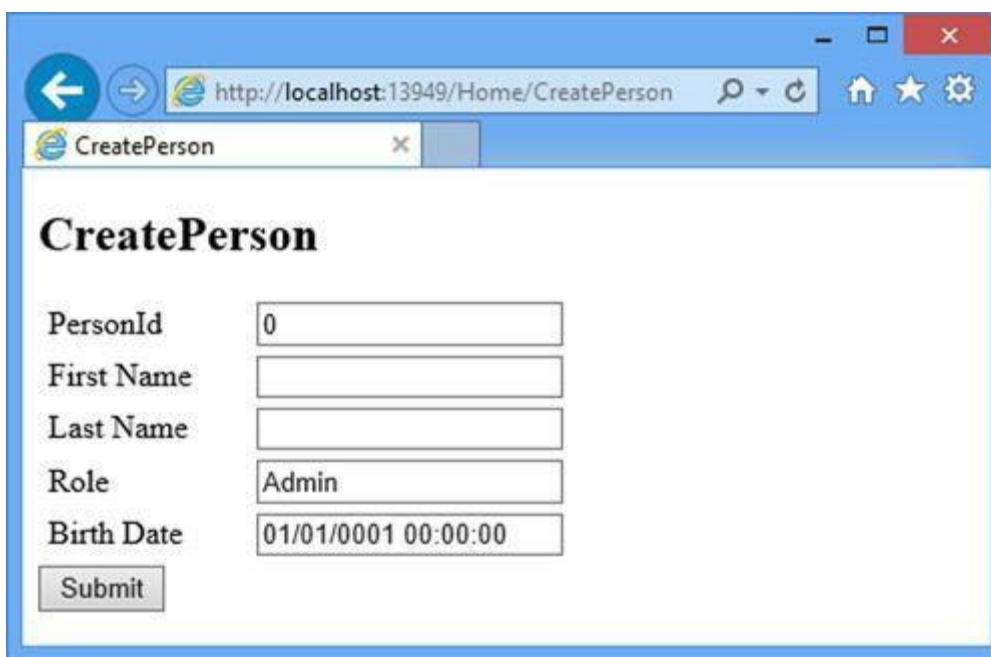 http://localhost:13949/Home/CreatePerson
CreatePerson
CreatePerson
PersonId 0
First Name
Last Name
Role Admin
Birth Date 01/01/0001 00:00:00
Submit